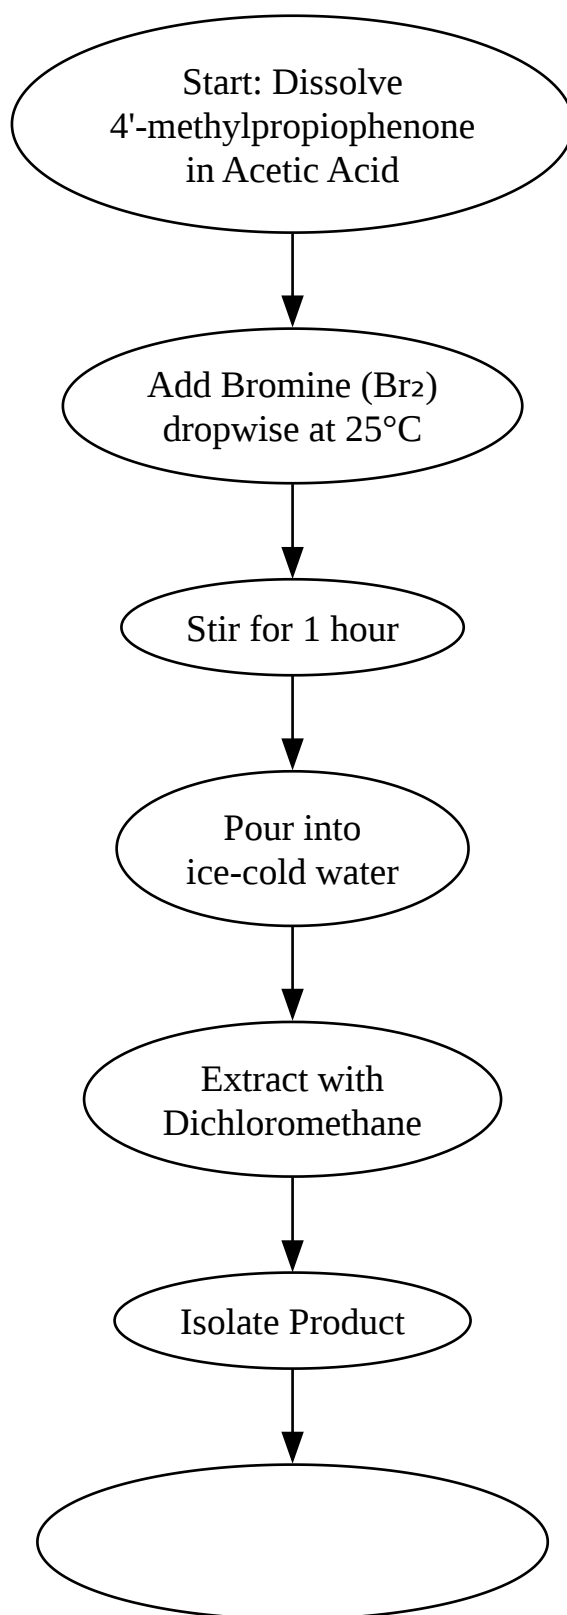 Start: Dissolve
4'-methylpropiophenone
in Acetic Acid
Add Bromine (Br₂)
dropwise at 25°C
Stir for 1 hour
Pour into
ice-cold water
Extract with
Dichloromethane
Isolate Product